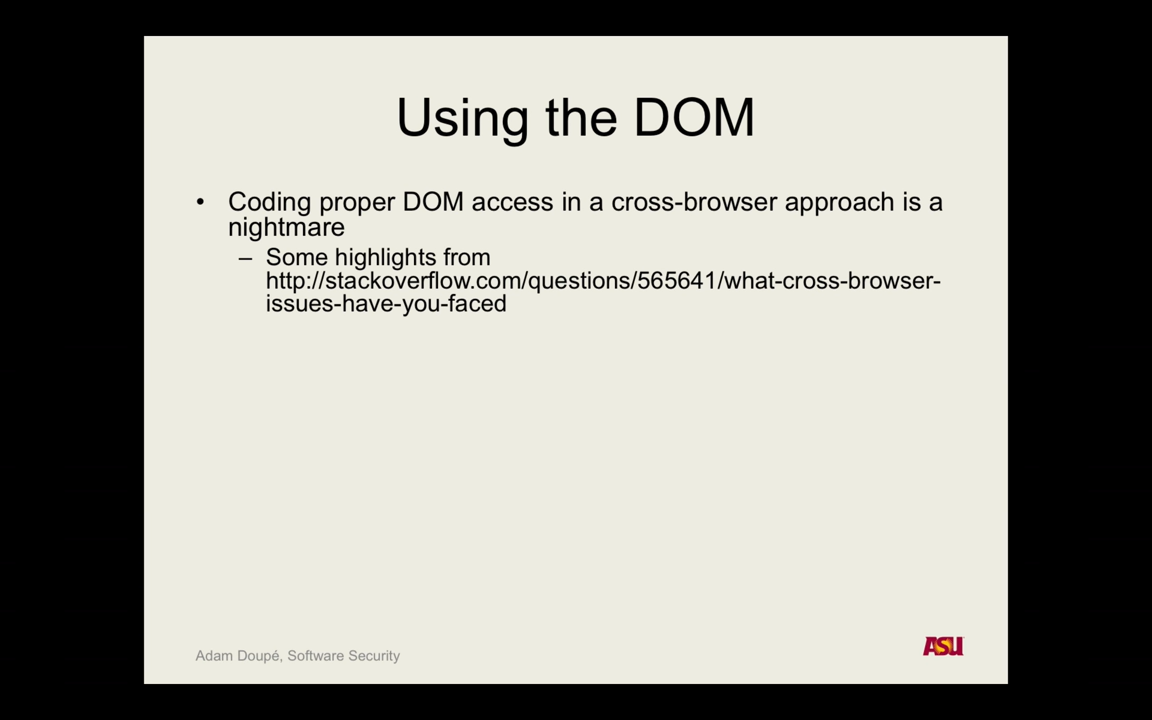 Using the DOM
• Coding proper DOM access in a cross-browser approach is a
nightmare
– Some highlights from
http://stackoverflow.com/questions/565641/what-cross-browser-
issues-have-you-faced
Adam Doupé, Software Security
ASU